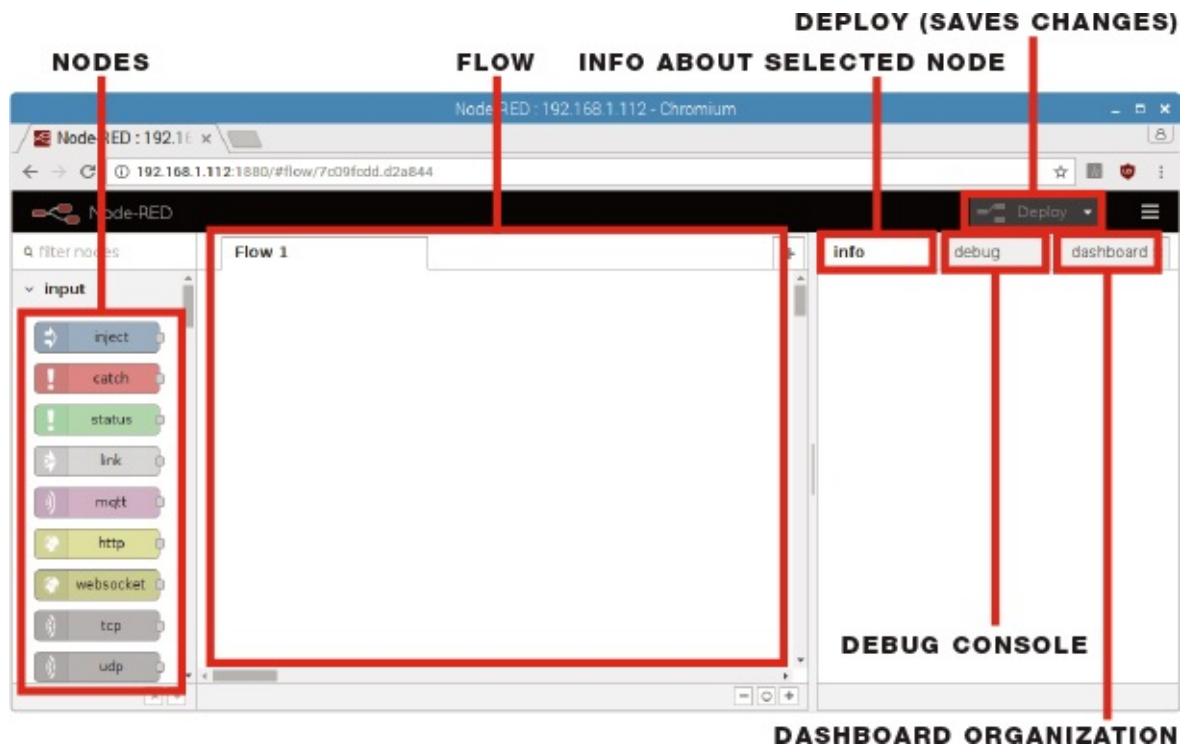 DEPLOY (SAVES CHANGES)
NODES FLOW INFO ABOUT SELECTED NODE
Node-RED : 192.168.1.112 - Chromium
Node-RED : 192.16
192.168.1.112:1880/#flow/7c09fcdd.d2a844
Node-RED Deploy
filter nodes Flow 1 + info debug dashboard
input
inject
catch
status
link
mqtt
http
websocket
tcp
udp
DEBUG CONSOLE
DASHBOARD ORGANIZATION